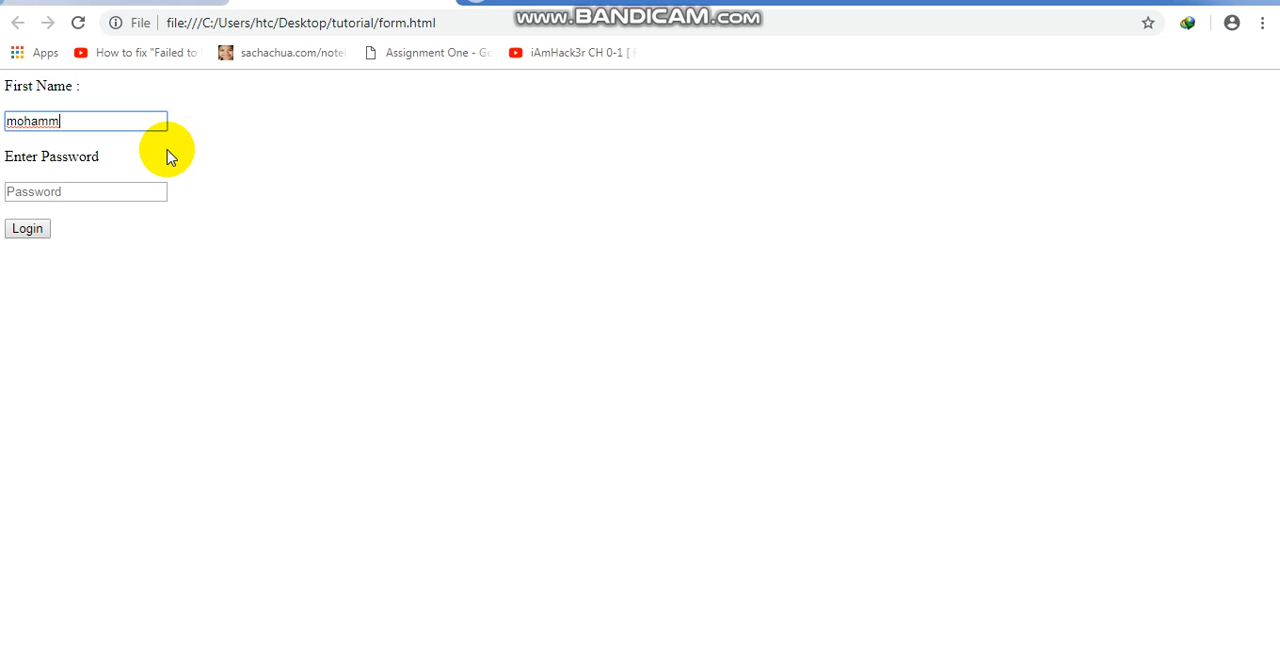 www.BANDICAM.com
File file:///C:/Users/htc/Desktop/tutorial/form.html
Apps How to fix "Failed to sachachua.com/note Assignment One - G iAmHack3r CH 0-1 [
First Name :
mohamm
Enter Password
Password
Login